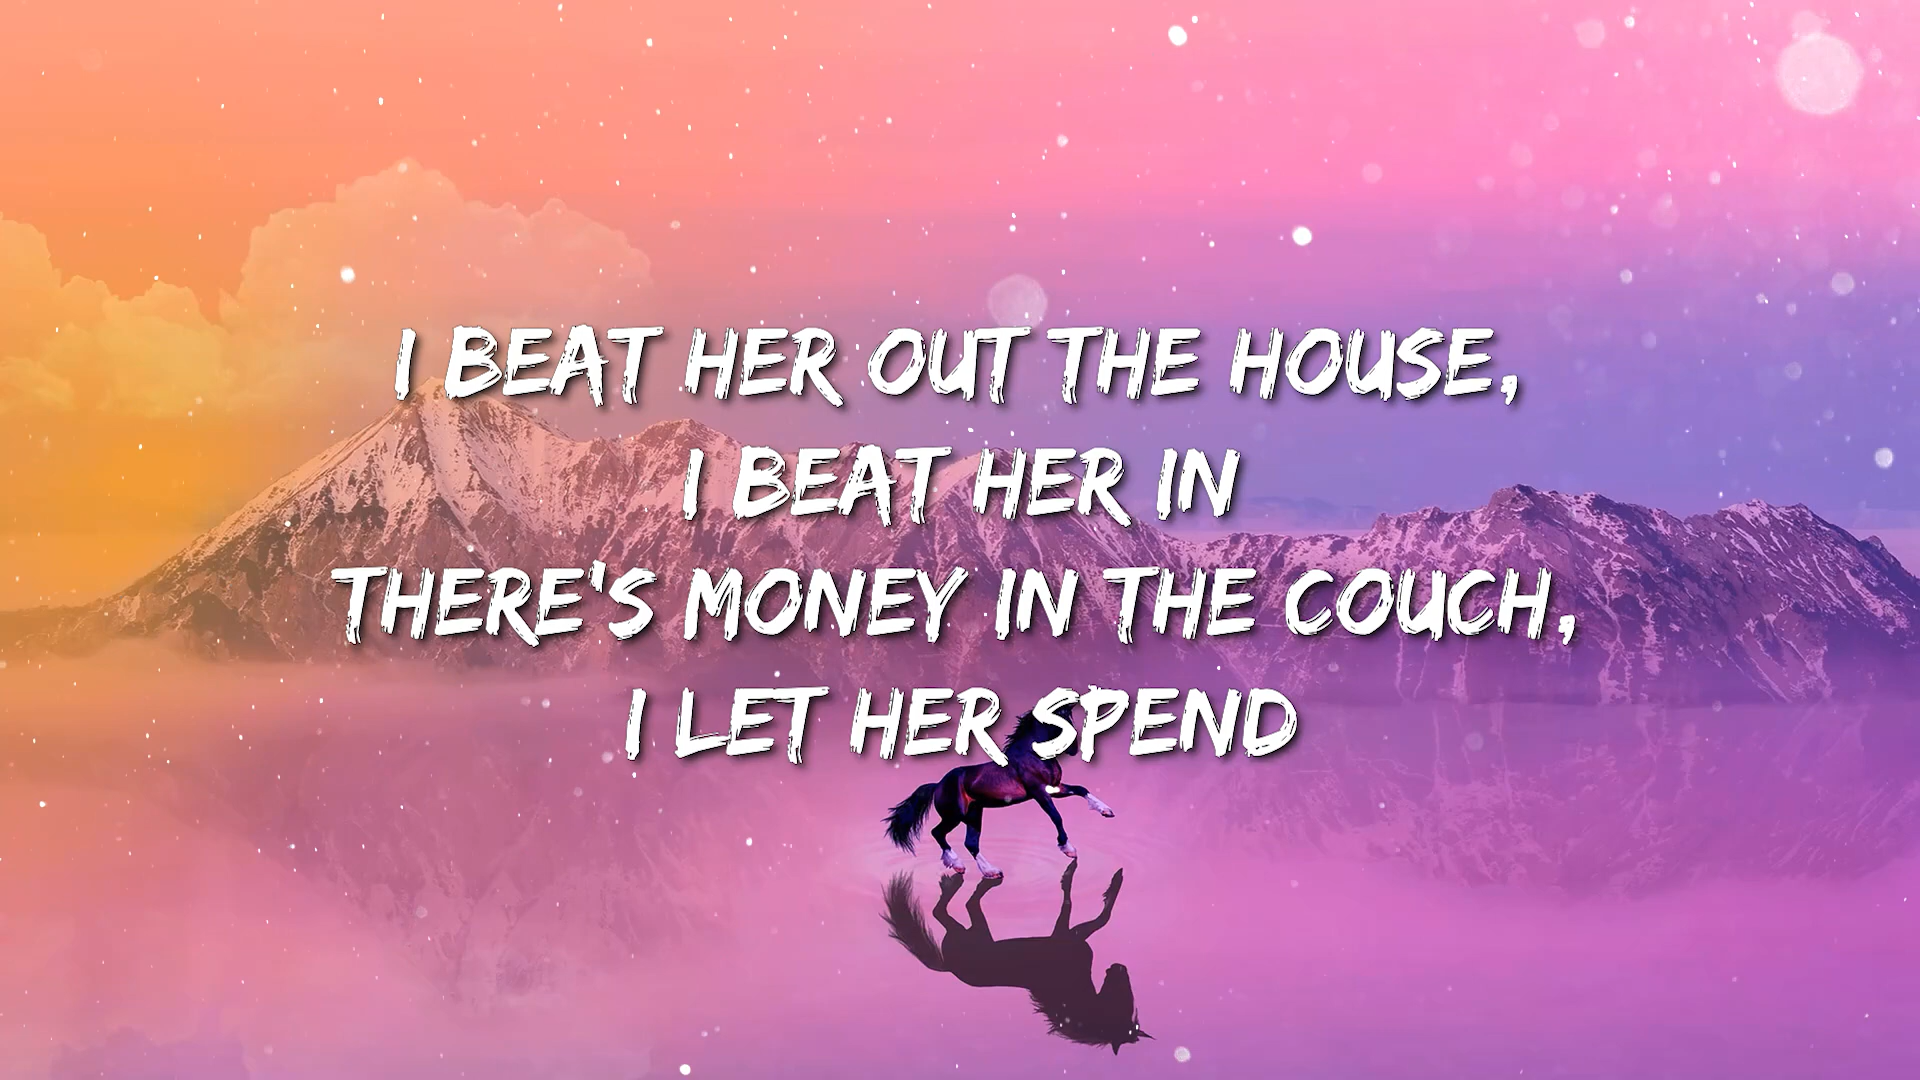 I BEAT HER OUT THE HOUSE,
I BEAT HER IN
THERE'S MONEY IN THE COUCH,
I LET HER SPEND